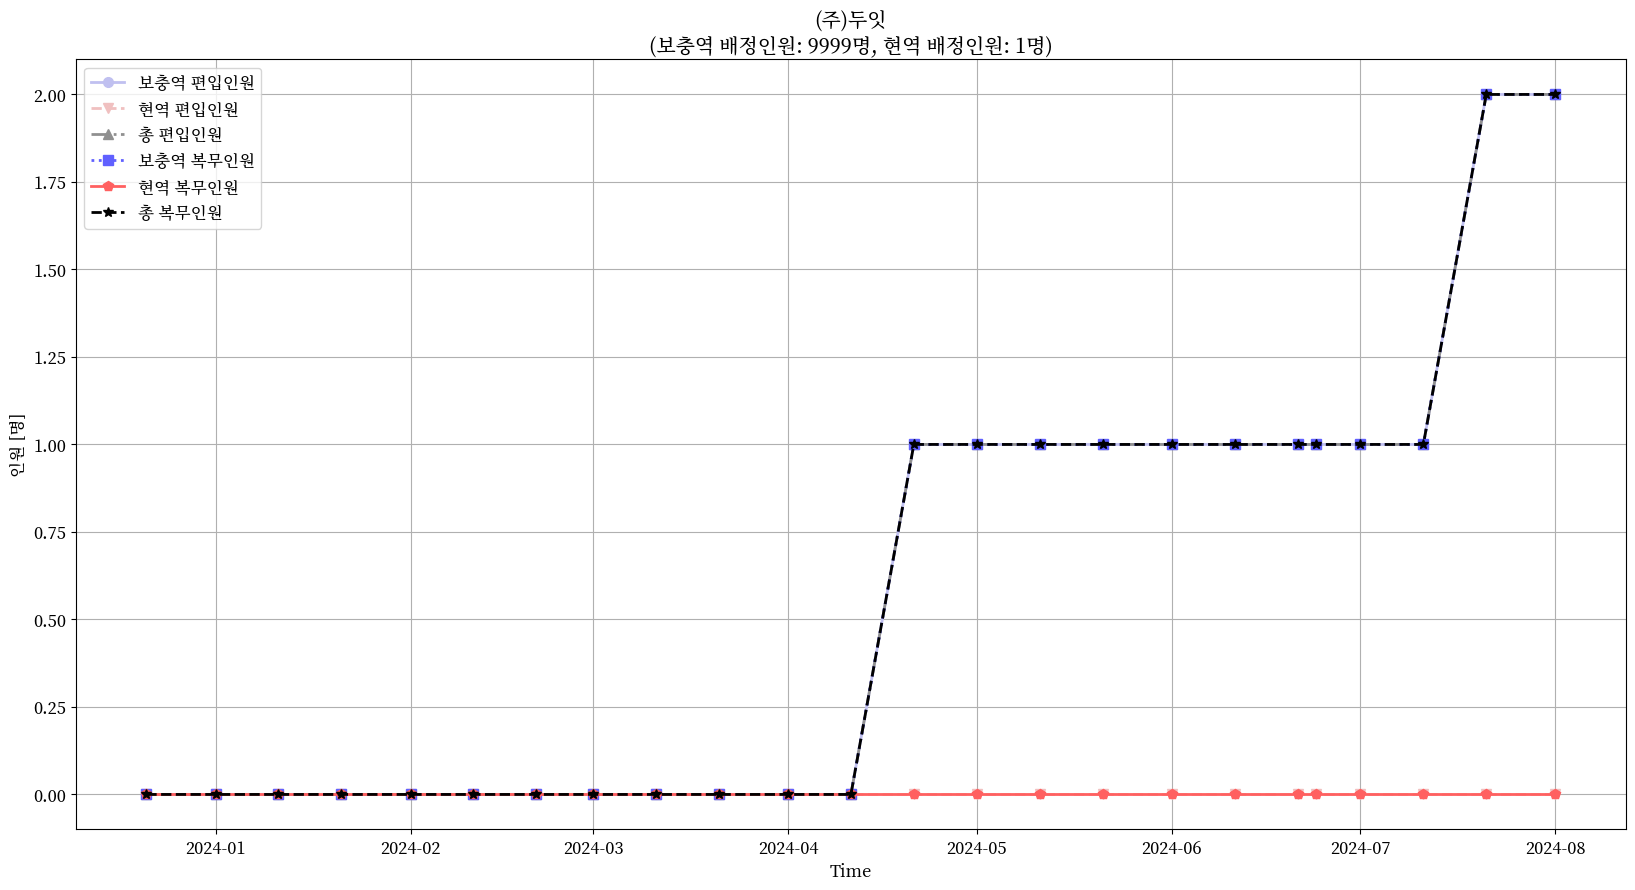 (주)두잇
(보충역 배정인원: 9999명, 현역 배정인원: 1명)
보충역 편입인원
현역 편입인원
총 편입인원
보충역 복무인원
현역 복무인원
총 복무인원
2.00
1.75
1.50
1.25
1.00
0.75
0.50
0.25
0.00
인원 [명]
2024-01
2024-02
2024-03
2024-04
2024-05
2024-06
2024-07
2024-08
Time